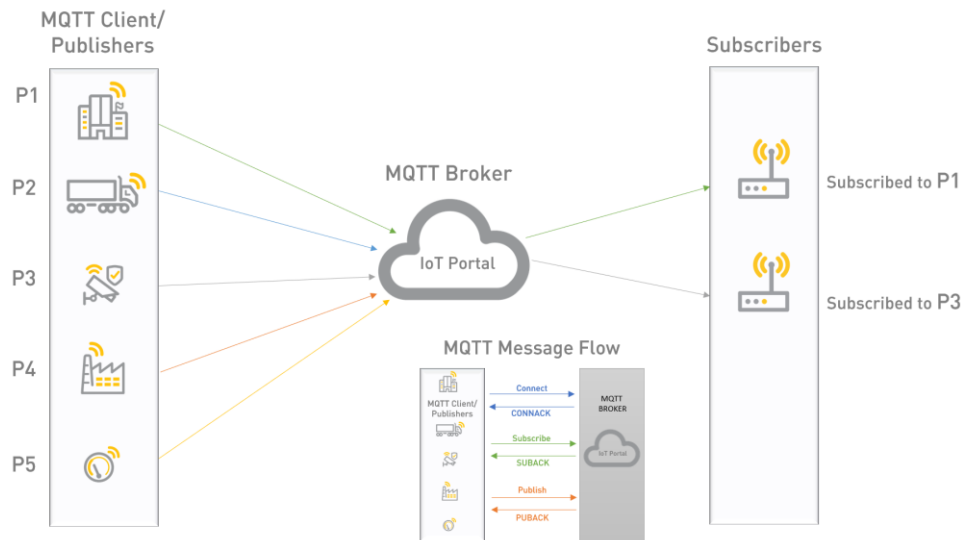 MQTT Client/
Publishers
P1
P2
P3
P4
P5
MQTT Broker
IoT Portal
Subscribers
Subscribed to P1
Subscribed to P3
MQTT Message Flow
MQTT Client/
Publishers
Connect
CONNACK
Subscribe
SUBACK
Publish
PUBACK
MQTT
BROKER
IoT Portal